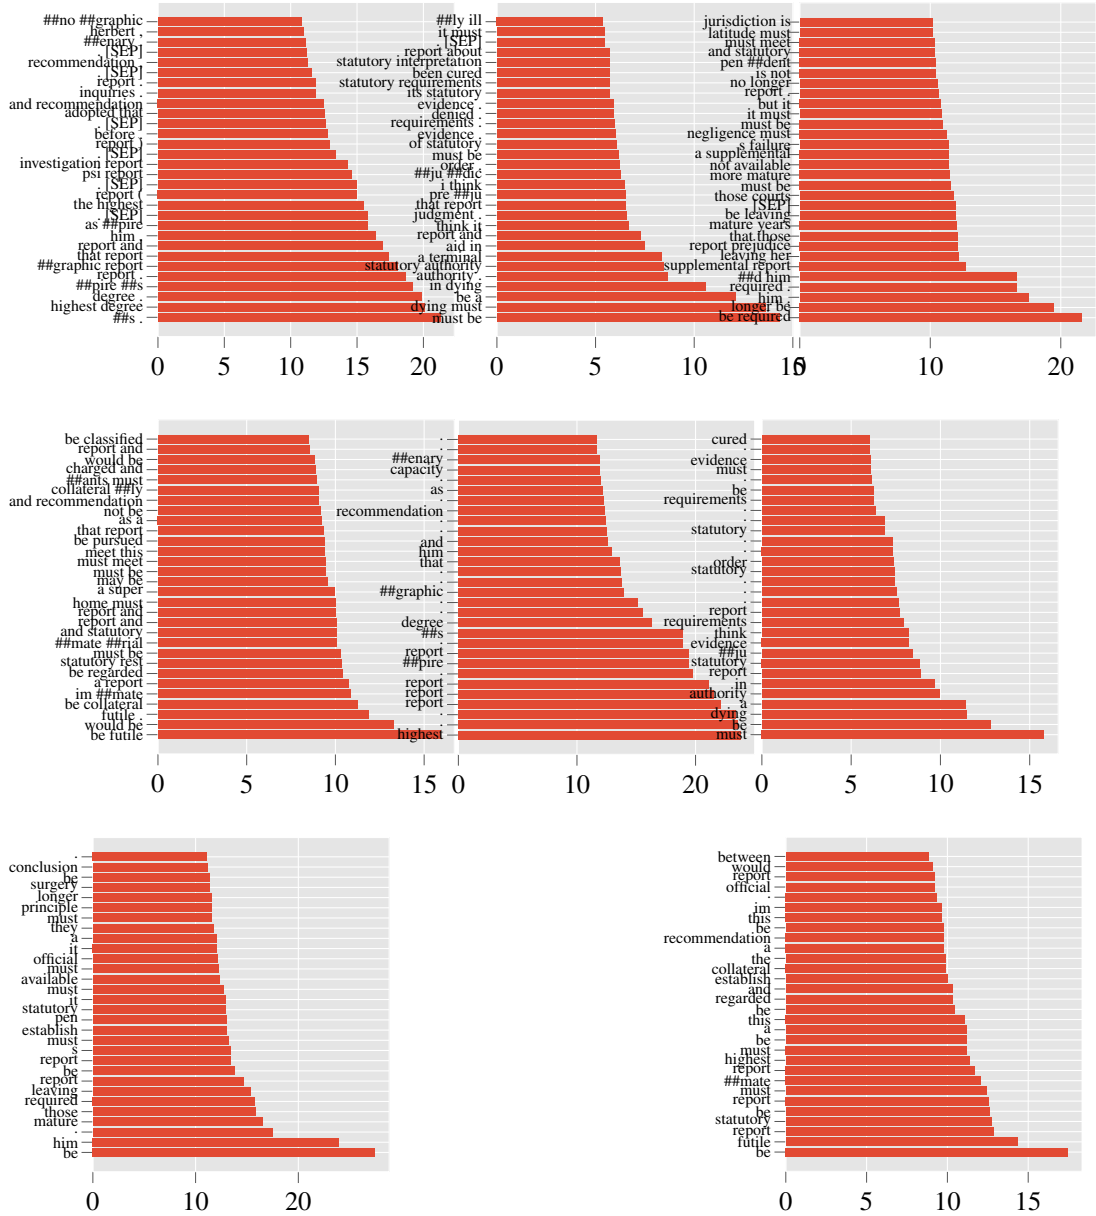 ##no ##graphic
herbert ,
##enary .
. [SEP]
recommendation .
. [SEP]
report .
inquiries .
and recommendation
adopted that
. [SEP]
before .
report )
. [SEP]
investigation report
psi report
. [SEP]
report (
the highest
. [SEP]
as ##pire
him .
report and
that report
##graphic report
report .
##pire ##s
degree .
highest degree
##s .
0 5 10 15 20
##ly ill
it must
. [SEP]
report about
statutory interpretation
been cured
statutory requirements
its statutory
evidence .
denied .
requirements .
evidence .
of statutory
must be
order .
##ju ##dic
i think
pre ##ju
that report
judgment .
think it
report and
aid in
a terminal
statutory authority
authority .
in dying
be a
dying must
must be
0 5 10 15
jurisdiction is
latitude must
must meet
and statutory
pen ##dent
is not
no longer
report .
but it
it must
must be
negligence must
s failure
a supplemental
not available
more mature
must be
those courts
. [SEP]
be leaving
mature years
that those
report prejudice
leaving her
supplemental report
##d him
required .
him .
longer be
be required
0 10 20
be classified
report and
would be
charged and
##ants must
collateral ##ly
and recommendation
not be
as a
that report
be pursued
meet this
must meet
must be
may be
a super
home must
report and
report and
and statutory
##mate ##rial
must be
statutory rest
be regarded
a report
im ##mate
be collateral
futile .
would be
be futile
0 5 10 15
.
.
##enary
capacity
.
as
.
recommendation
.
.
and
him
that
.
.
##graphic
.
.
degree
##s
.
report
##pire
.
report
report
report
.
.
highest
0 10 20
cured
.
evidence
must
.
be
requirements
.
.
statutory
.
.
order
statutory
.
.
.
report
requirements
think
evidence
##ju
statutory
report
in
authority
a
dying
be
must
0 5 10 15
.
conclusion
be
surgery
longer
principle
must
they
a
it
official
must
available
must
it
statutory
pen
establish
must
s
report
be
report
leaving
required
those
mature
.
him
be
0 10 20
between
would
report
official
.
im
this
be
recommendation
a
the
collateral
establish
and
regarded
be
this
a
be
must
highest
report
##mate
must
report
be
statutory
report
futile
be
0 5 10 15